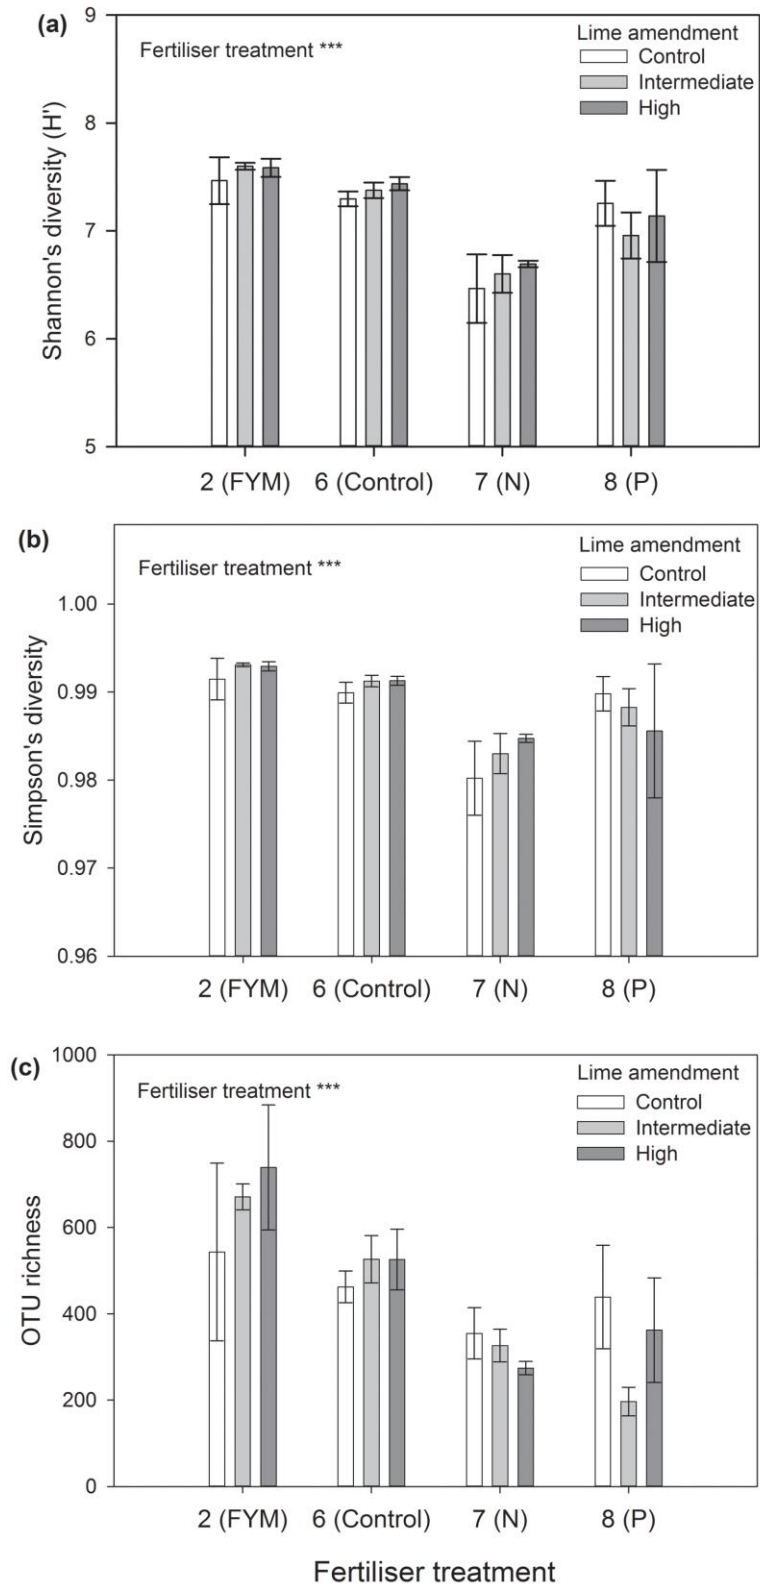 (a)
Fertiliser treatment ***
Lime amendment
Control
Intermediate
High
Shannon's diversity (H')
9
8
7
6
5
2 (FYM)
6 (Control)
7 (N)
8 (P)
(b)
Fertiliser treatment ***
Lime amendment
Control
Intermediate
High
Simpson's diversity
1.00
0.99
0.98
0.97
0.96
2 (FYM)
6 (Control)
7 (N)
8 (P)
(c)
Fertiliser treatment ***
Lime amendment
Control
Intermediate
High
OTU richness
1000
800
600
400
200
0
2 (FYM)
6 (Control)
7 (N)
8 (P)
Fertiliser treatment